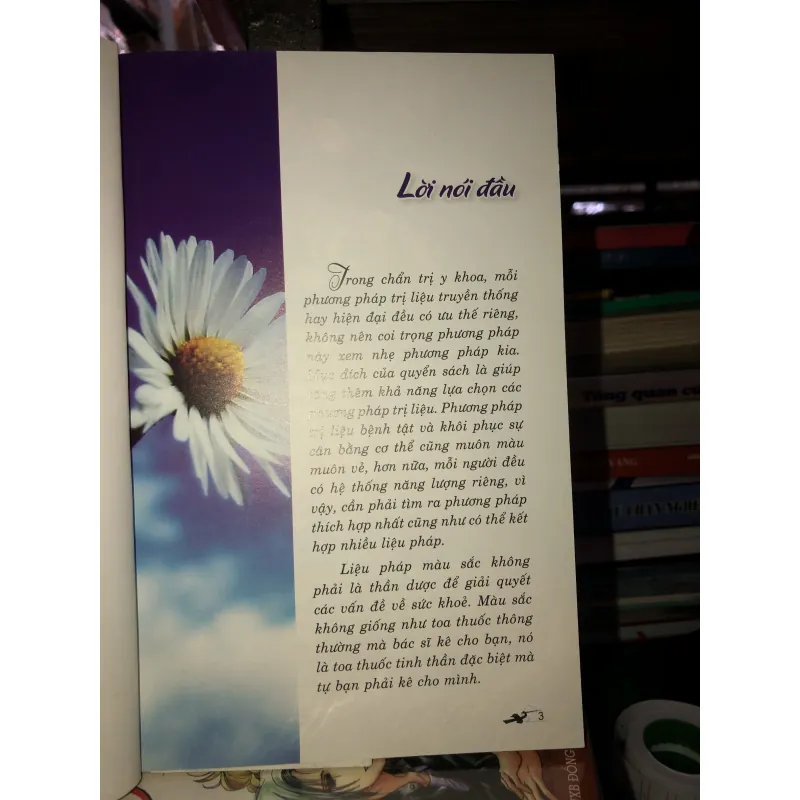 Lời nói đầu
Trong chẩn trị y khoa, mỗi
phương pháp trị liệu truyền thống
hay hiện đại đều có ưu thế riêng,
không nên coi trọng phương pháp
này xem nhẹ phương pháp kia.
Mục đích của quyển sách là giúp
tăng thêm khả năng lựa chọn các
phương pháp trị liệu. Phương pháp
trị liệu bệnh tật và khôi phục sự
cân bằng cơ thể cũng muôn màu
muôn vẻ, hơn nữa, mỗi người đều
có hệ thống năng lượng riêng, vì
vậy, cần phải tìm ra phương pháp
thích hợp nhất cũng như có thể kết
hợp nhiều liệu pháp.
Liệu pháp màu sắc không
phải là thần dược để giải quyết
các vấn đề về sức khoẻ. Màu sắc
không giống như toa thuốc thông
thường mà bác sĩ kê cho bạn, nó
là toa thuốc tinh thần đặc biệt mà
tự bạn phải kê cho mình.
3
Tổng quan
XB ĐỒNG